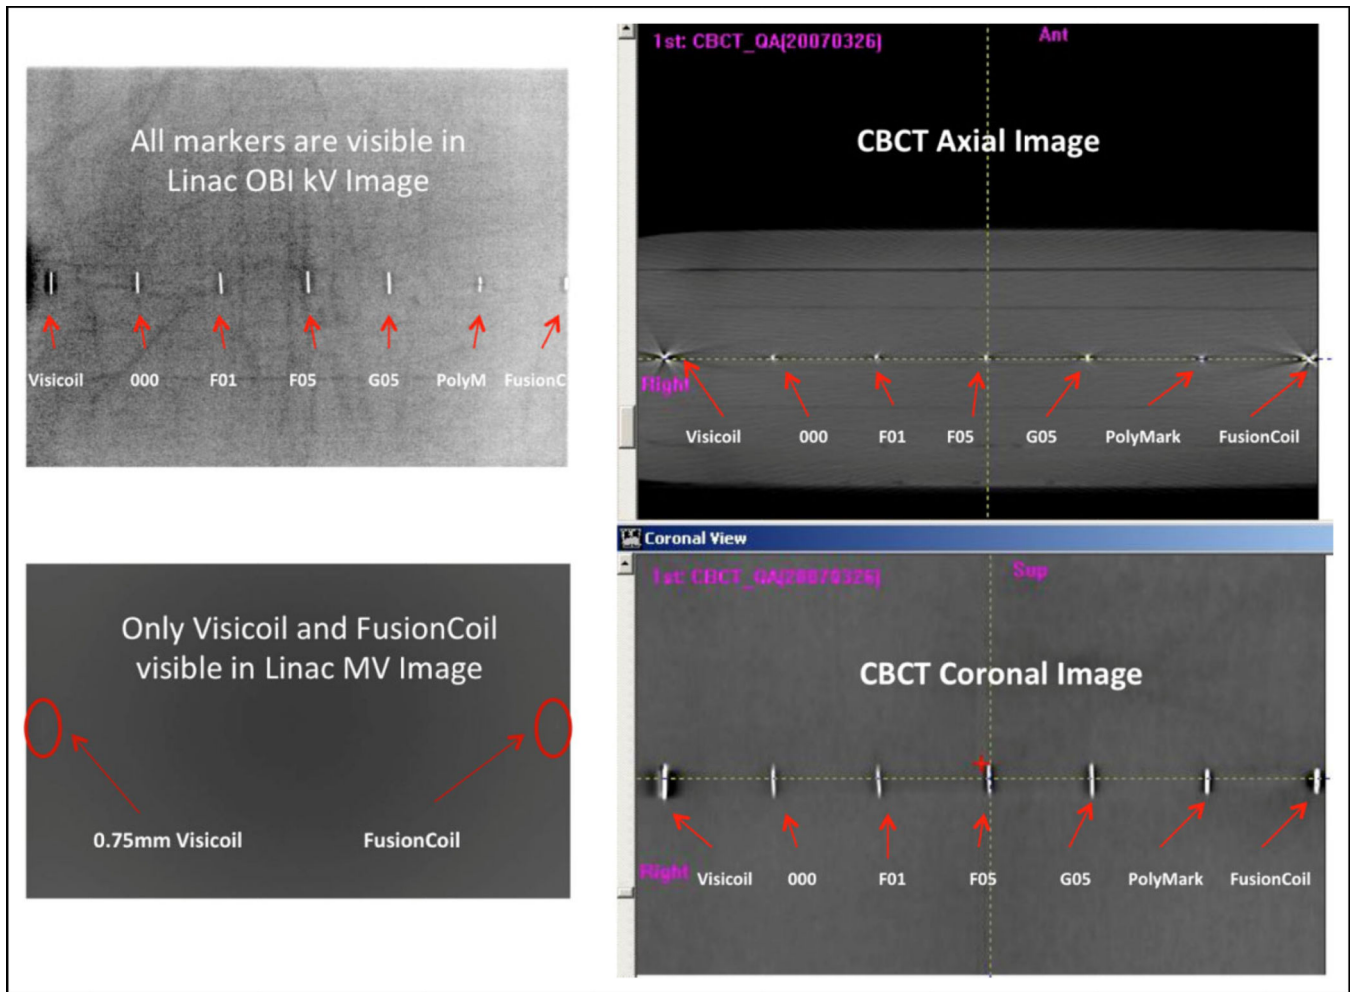 All markers are visible in
Linac OBI kV Image
Visicoil 000 F01 F05 G05 PolyM FusionC
Only Visicoil and FusionCoil
visible in Linac MV Image
0.75mm Visicoil FusionCoil
1st: CBCT_QA(20070326) Ant
CBCT Axial Image
Right
Visicoil 000 F01 F05 G05 PolyMark FusionCoil
Coronal View
1st: CBCT_QA(20070326) Sup
CBCT Coronal Image
Right
Visicoil 000 F01 F05 G05 PolyMark FusionCoil